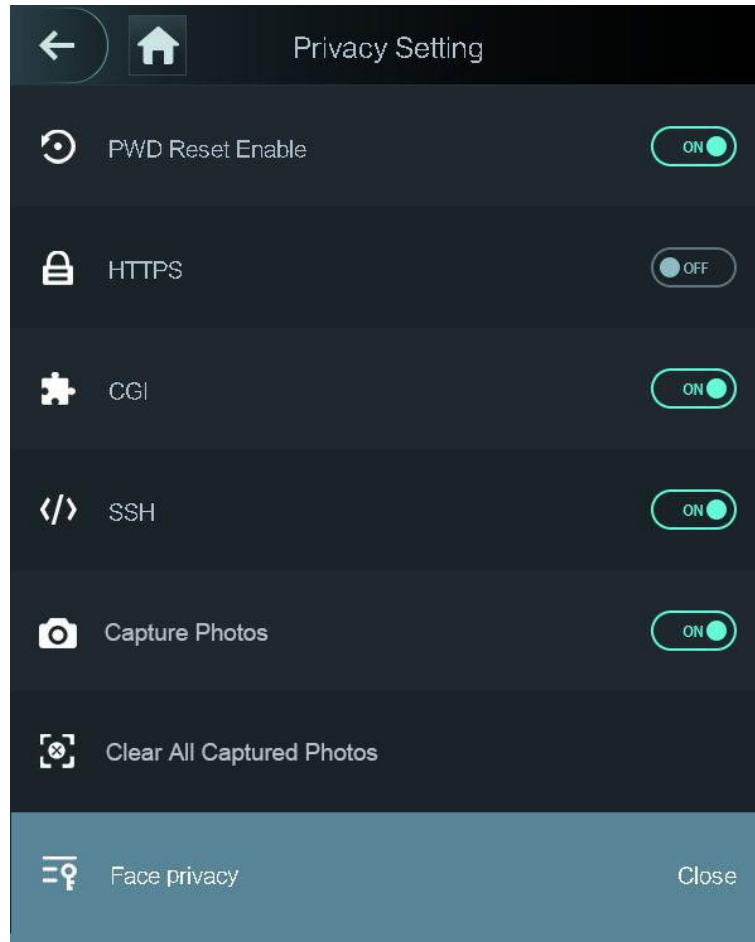 Privacy Setting
PWD Reset Enable ON
HTTPS OFF
CGI ON
SSH ON
Capture Photos ON
Clear All Captured Photos
Face privacy Close